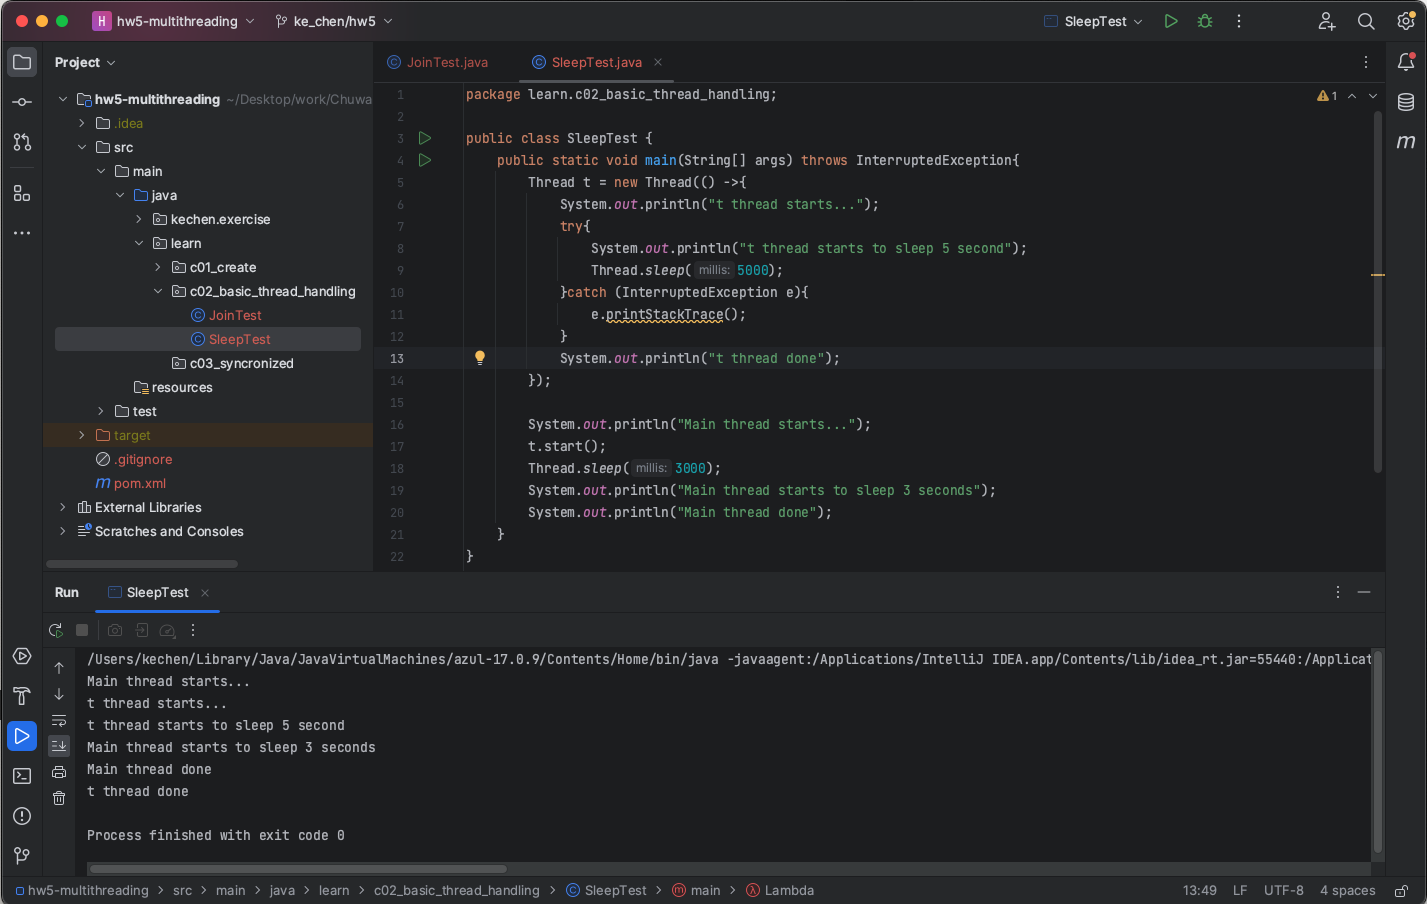 H hw5-multithreading ke_chen/hw5 SleepTest
Project
JoinTest.java SleepTest.java
hw5-multithreading ~/Desktop/work/Chuwa
.idea
src
main
java
kechen.exercise
learn
c01_create
c02_basic_thread_handling
JoinTest
SleepTest
c03_syncronized
resources
test
target
.gitignore
m pom.xml
External Libraries
Scratches and Consoles
1 package learn.c02_basic_thread_handling;
2
3 public class SleepTest {
4 public static void main(String[] args) throws InterruptedException{
5 Thread t = new Thread(() ->{
6 System.out.println("t thread starts...");
7 try{
8 System.out.println("t thread starts to sleep 5 second");
9 Thread.sleep( millis: 5000);
10 }catch (InterruptedException e){
11 e.printStackTrace();
12 }
13 System.out.println("t thread done");
14 });
15
16 System.out.println("Main thread starts...");
17 t.start();
18 Thread.sleep( millis: 3000);
19 System.out.println("Main thread starts to sleep 3 seconds");
20 System.out.println("Main thread done");
21 }
22 }
1
m
Run SleepTest
/Users/kechen/Library/Java/JavaVirtualMachines/azul-17.0.9/Contents/Home/bin/java -javaagent:/Applications/IntelliJ IDEA.app/Contents/lib/idea_rt.jar=55440:/Applicat
Main thread starts...
t thread starts...
t thread starts to sleep 5 second
Main thread starts to sleep 3 seconds
Main thread done
t thread done
Process finished with exit code 0
hw5-multithreading > src > main > java > learn > c02_basic_thread_handling > SleepTest > main > Lambda 13:49 LF UTF-8 4 spaces